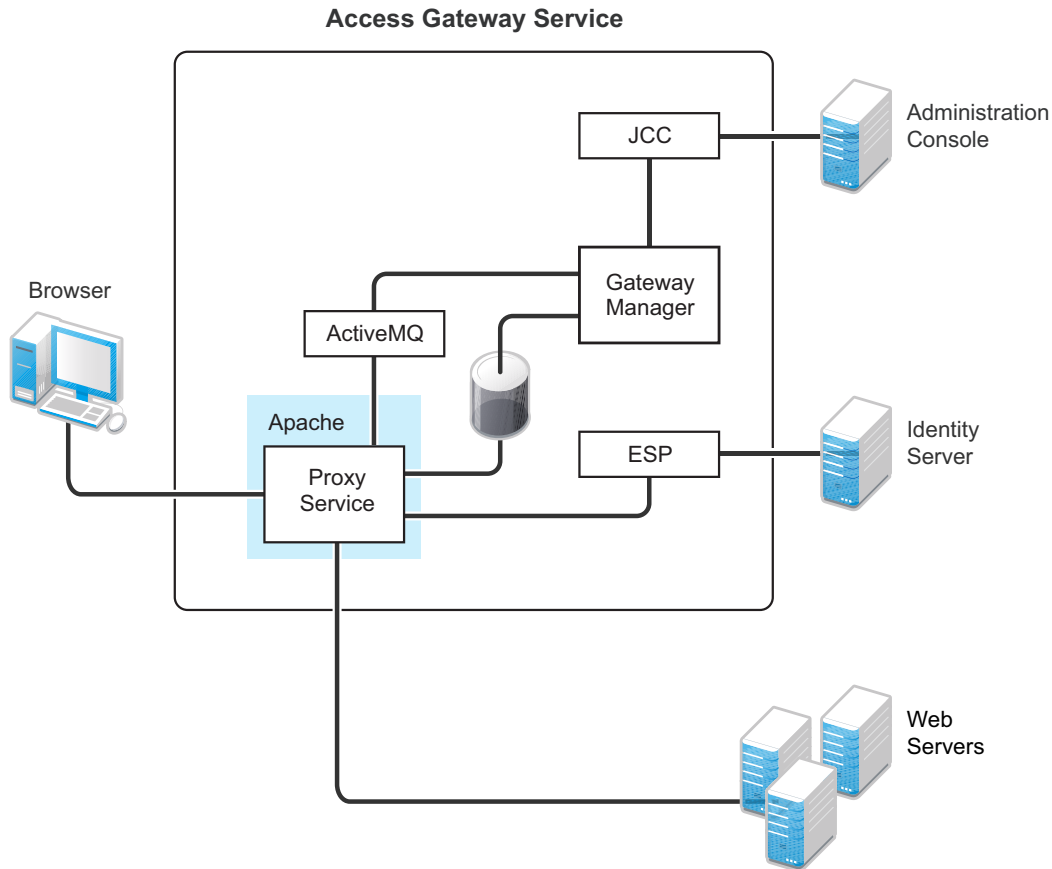 Access Gateway Service
JCC
Administration
Console
Gateway
Manager
Browser
ActiveMQ
Apache
Proxy
Service
ESP
Identity
Server
Web
Servers